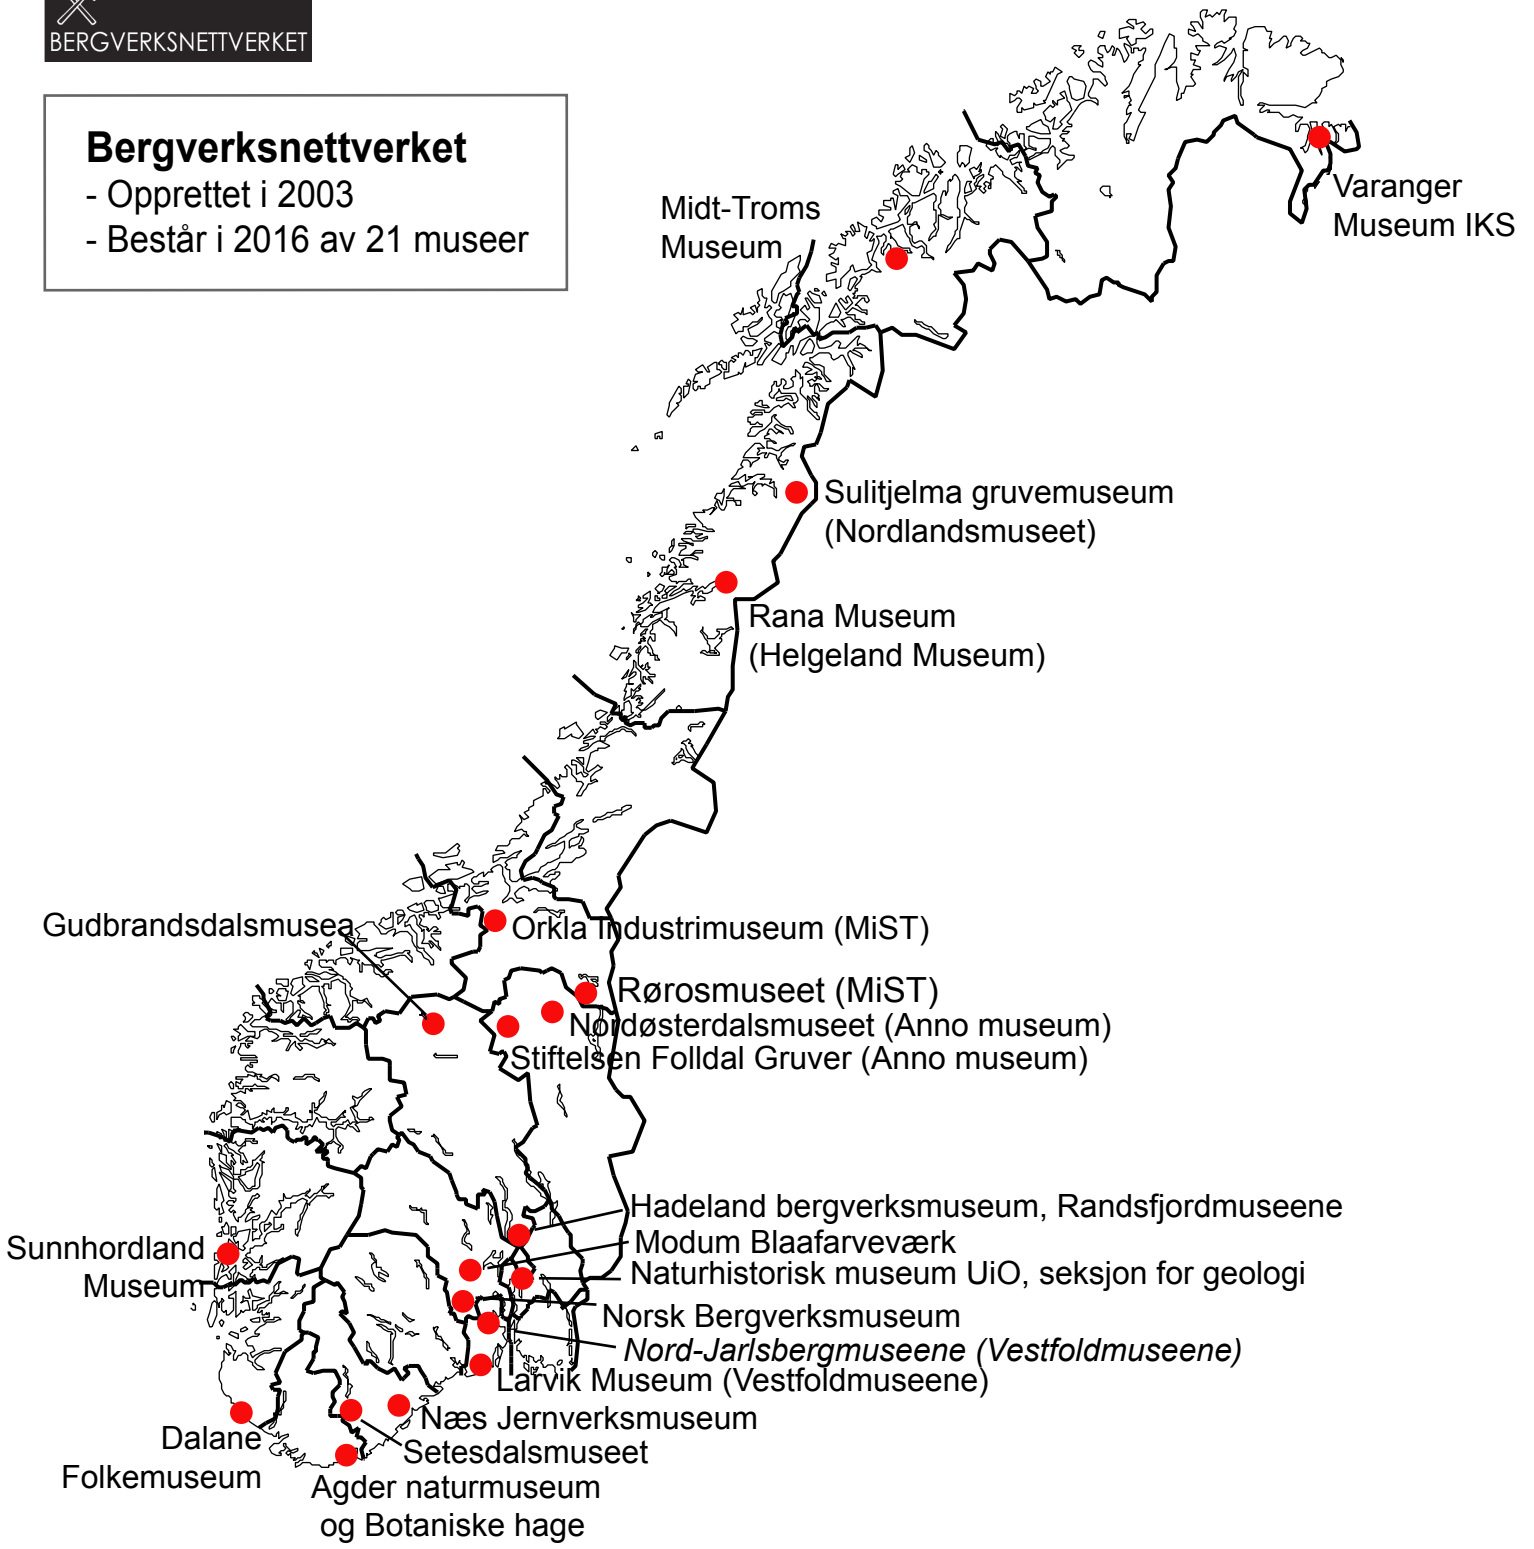 BERGVERKSNETTVERKET
Bergverksnettverket
- Opprettet i 2003
- Består i 2016 av 21 museer
Varanger
Museum IKS
Midt-Troms
Museum
Sulitjelma gruvemuseum
(Nordlandsmuseet)
Rana Museum
(Helgeland Museum)
Gudbrandsdalsmusea
Orkla Industrimuseum (MiST)
Rørosmuseet (MiST)
Nordøsterdalsmuseet (Anno museum)
Stiftelsen Folldal Gruver (Anno museum)
Hadeland bergverksmuseum, Randsfjordmuseene
Modum Blaafarveværk
Naturhistorisk museum UiO, seksjon for geologi
Sunnhordland
Museum
Norsk Bergverksmuseum
Nord-Jarlsbergmuseene (Vestfoldmuseene)
Larvik Museum (Vestfoldmuseene)
Næs Jernverksmuseum
Setesdalsmuseet
Dalane
Folkemuseum
Agder naturmuseum
og Botaniske hage